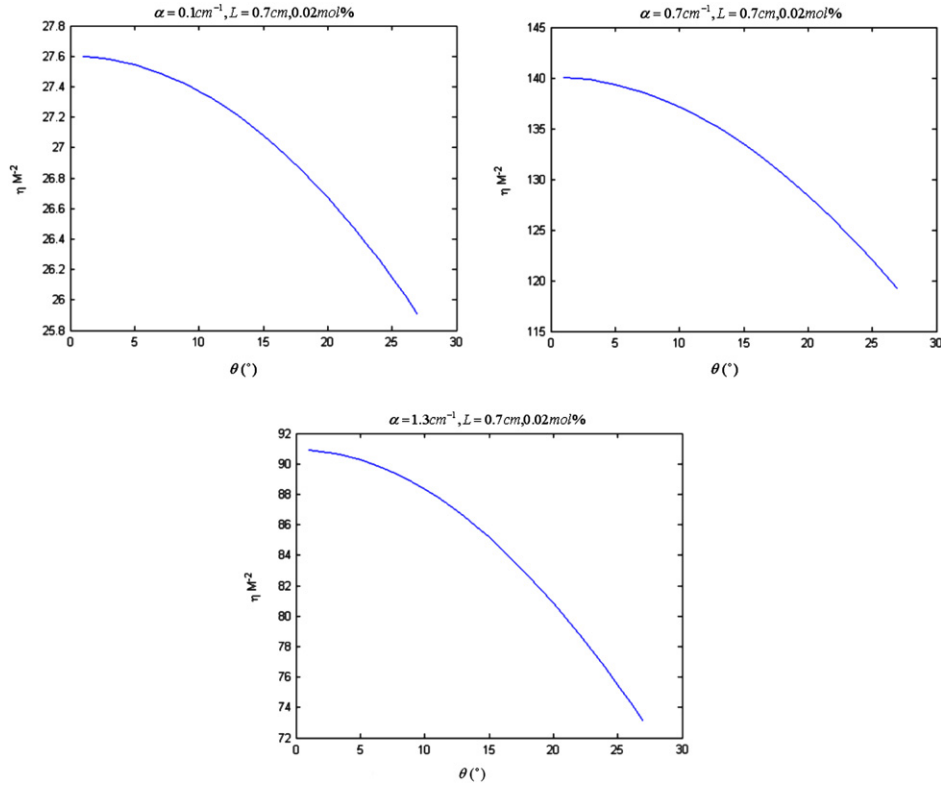 α = 0.1cm⁻¹, L = 0.7cm,0.02mol%
27.8
27.6
27.4
27.2
27
26.8
26.6
26.4
26.2
26
25.8
η M⁻²
0 5 10 15 20 25 30
θ (°)
α = 0.7cm⁻¹, L = 0.7cm,0.02mol%
145
140
135
130
125
120
115
η M⁻²
0 5 10 15 20 25 30
θ (°)
α = 1.3cm⁻¹, L = 0.7cm,0.02mol%
92
90
88
86
84
82
80
78
76
74
72
η M⁻²
0 5 10 15 20 25 30
θ (°)